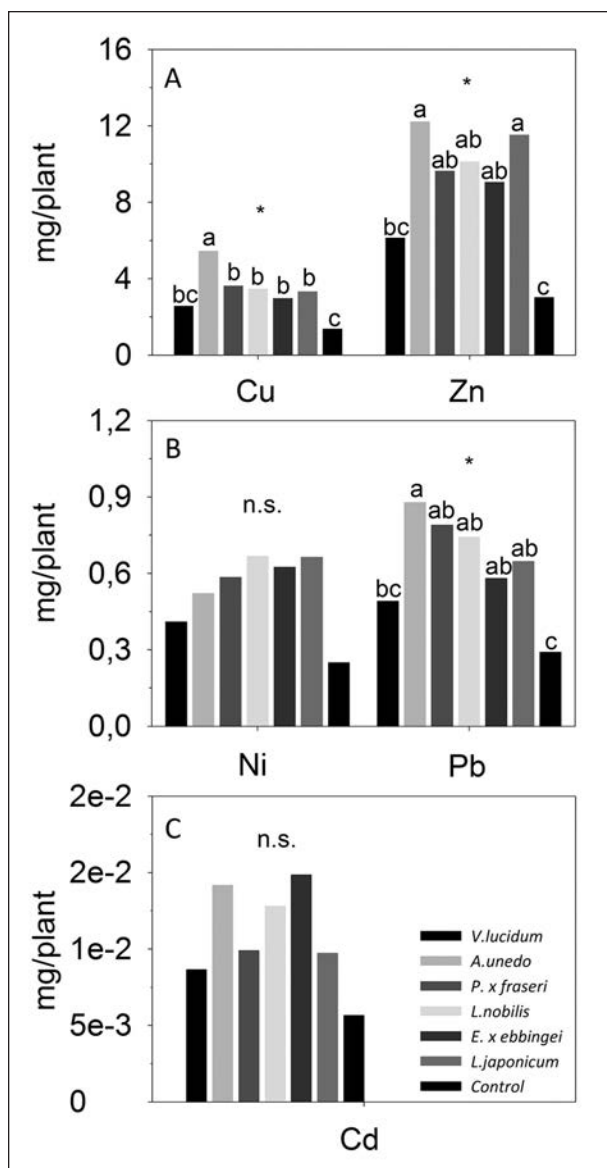 A
mg/plant
16
12
8
4
0
bc a b b b b c
*
bc a ab ab ab a c
*
Cu Zn
B
mg/plant
1,2
0,9
0,6
0,3
0,0
n.s.
bc a ab ab ab ab c
*
Ni Pb
C
mg/plant
2e-2
2e-2
1e-2
5e-3
0
n.s.
V.lucidum
A.unedo
P. x fraseri
L.nobilis
E. x ebbingei
L.japonicum
Control
Cd